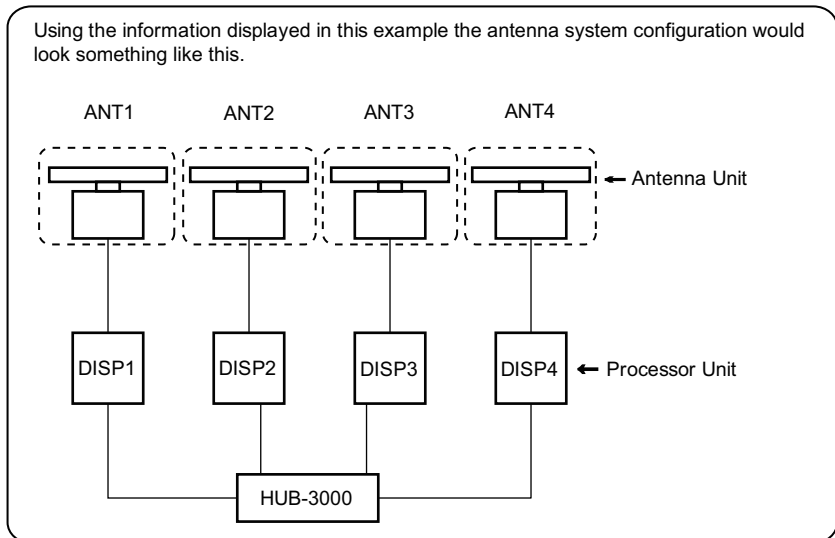 Using the information displayed in this example the antenna system configuration would
look something like this.
ANT1 ANT2 ANT3 ANT4
Antenna Unit
DISP1 DISP2 DISP3 DISP4 Processor Unit
HUB-3000